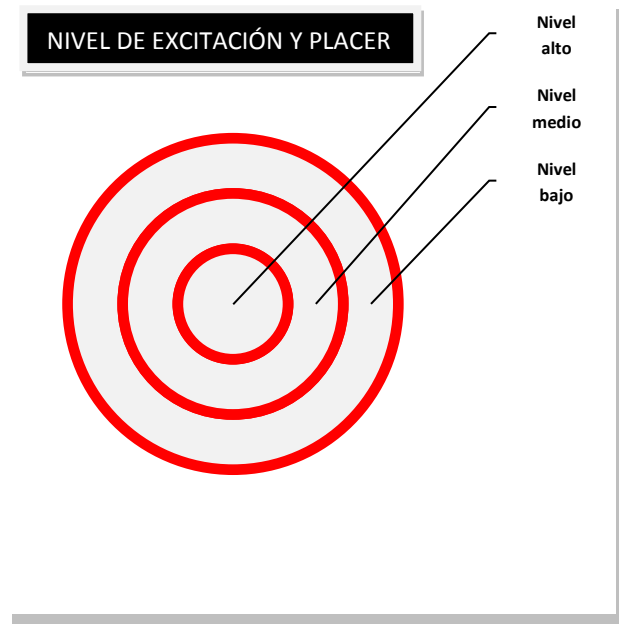 NIVEL DE EXCITACIÓN Y PLACER
Nivel
alto
Nivel
medio
Nivel
bajo